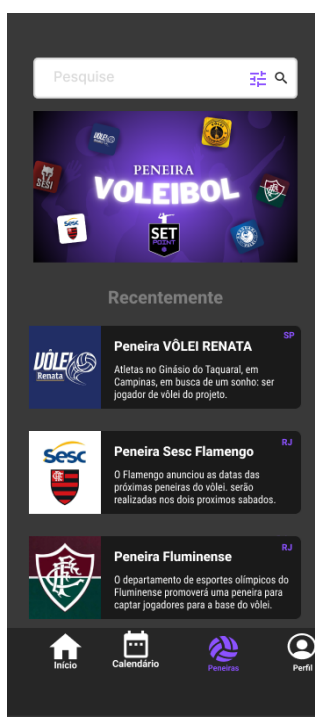 Pesquise
VÔLEI
SESI
PENEIRA
VOLEIBOL
Sesc
SET
POINT
Recentemente
SP
VÔLEI
Renata
Peneira VÔLEI RENATA
Atletas no Ginásio do Taquaral, em
Campinas, em busca de um sonho: ser
jogador de vôlei do projeto.
RJ
Sesc
Peneira Sesc Flamengo
O Flamengo anunciou as datas das
próximas peneiras do vôlei. serão
realizadas nos dois proximos sabados.
RJ
Peneira Fluminense
O departamento de esportes olímpicos do
Fluminense promoverá uma peneira para
captar jogadores para a base do vôlei.
Início
Calendário
Peneiras
Perfil